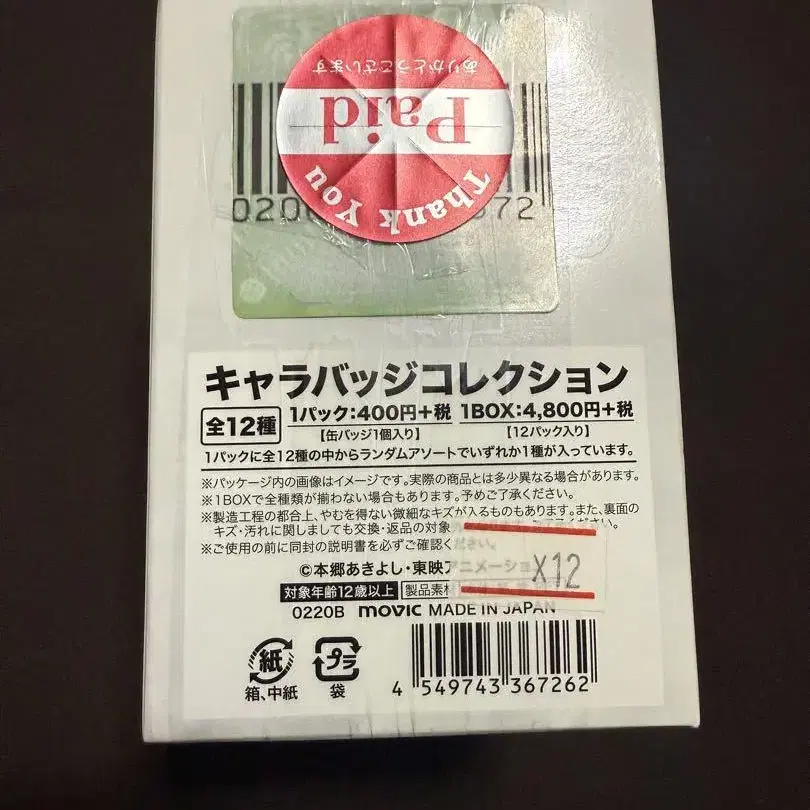 ありがとうございます
Paid
Thank You
キャラバッジコレクション
全12種
1パック:400円+税 1BOX:4,800円+税
【缶バッジ1個入り】 【12パック入り】
1パックに全12種の中からランダムアソートでいずれか1種が入っています。
※パッケージ内の画像はイメージです。実際の商品とは多少異なる場合があります。
※1BOXで全種類が揃わない場合もあります。予めご了承ください。
※製造工程の都合上、やむを得ない微細なキズが入るものもあります。また、裏面の
キズ・汚れに関しましても交換・返品の対象
※ご使用の前に同封の説明書を必ずご確認ください。
©本郷あきよし・東映アニメーション
X12
対象年齢12歳以上 製品素材
0220B movic MADE IN JAPAN
紙 プラ
箱、中紙 袋
4 549743 367262